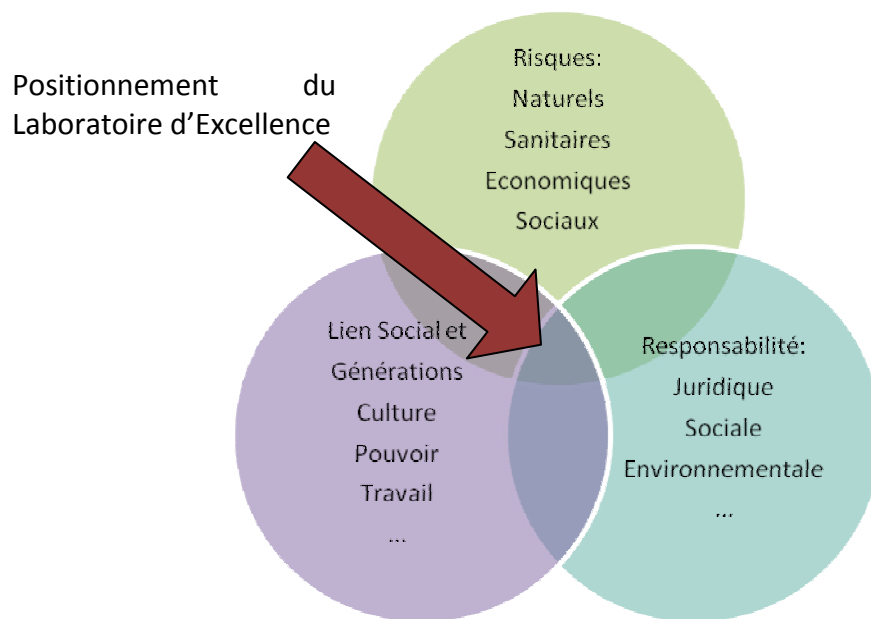 Positionnement du
Laboratoire d'Excellence
Risques:
Naturels
Sanitaires
Economiques
Sociaux
Lien Social et
Générations
Culture
Pouvoir
Travail
...
Responsabilité:
Juridique
Sociale
Environnementale
...